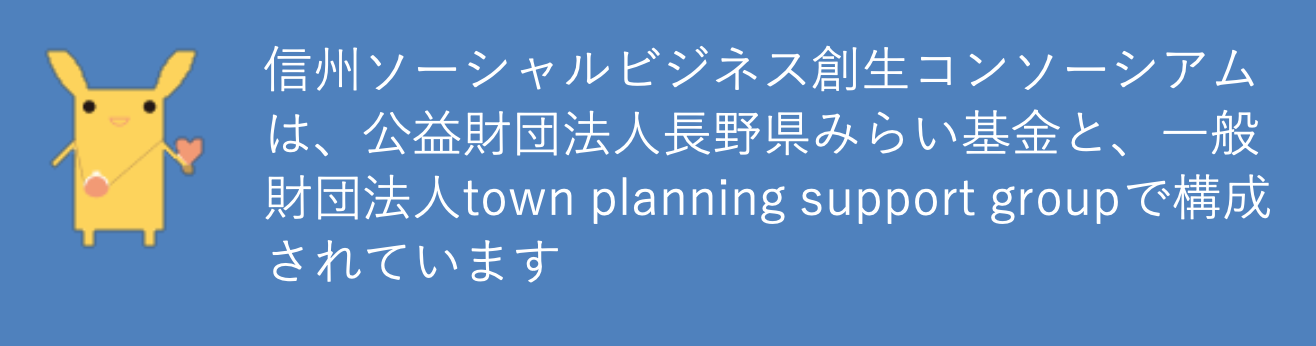 信州ソーシャルビジネス創生コンソーシアム
は、公益財団法人長野県みらい基金と、一般
財団法人town planning support groupで構成
されています